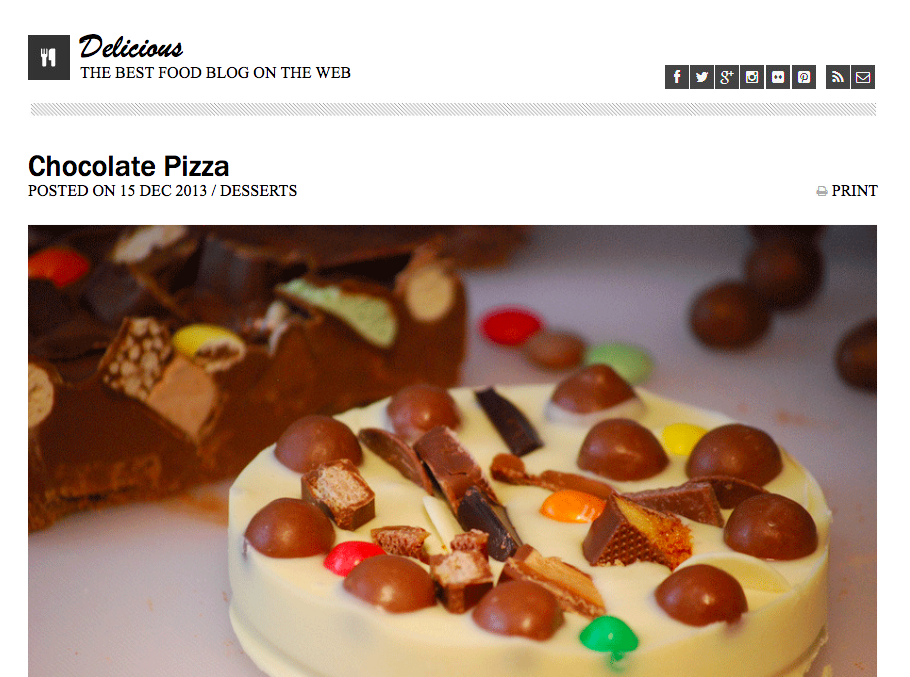 Delicious
THE BEST FOOD BLOG ON THE WEB
Chocolate Pizza
POSTED ON 15 DEC 2013 / DESSERTS
PRINT